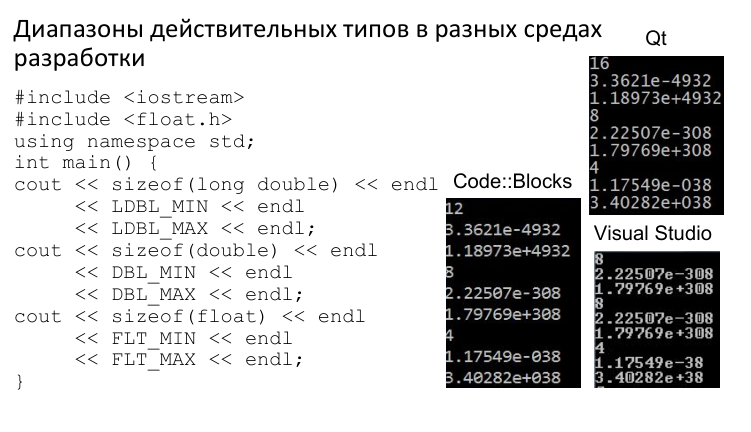 Диапазоны действительных типов в разных средах
разработки
#include <iostream>
#include <float.h>
using namespace std;
int main() {
cout << sizeof(long double) << endl
     << LDBL_MIN << endl
     << LDBL_MAX << endl;
cout << sizeof(double) << endl
     << DBL_MIN << endl
     << DBL_MAX << endl;
cout << sizeof(float) << endl
     << FLT_MIN << endl
     << FLT_MAX << endl;
}
Code::Blocks
12
3.3621e-4932
1.18973e+4932
8
2.22507e-308
1.79769e+308
4
1.17549e-038
3.40282e+038
Qt
16
3.3621e-4932
1.18973e+4932
8
2.22507e-308
1.79769e+308
4
1.17549e-038
3.40282e+038
Visual Studio
8
2.22507e-308
1.79769e+308
8
2.22507e-308
1.79769e+308
4
1.17549e-38
3.40282e+38